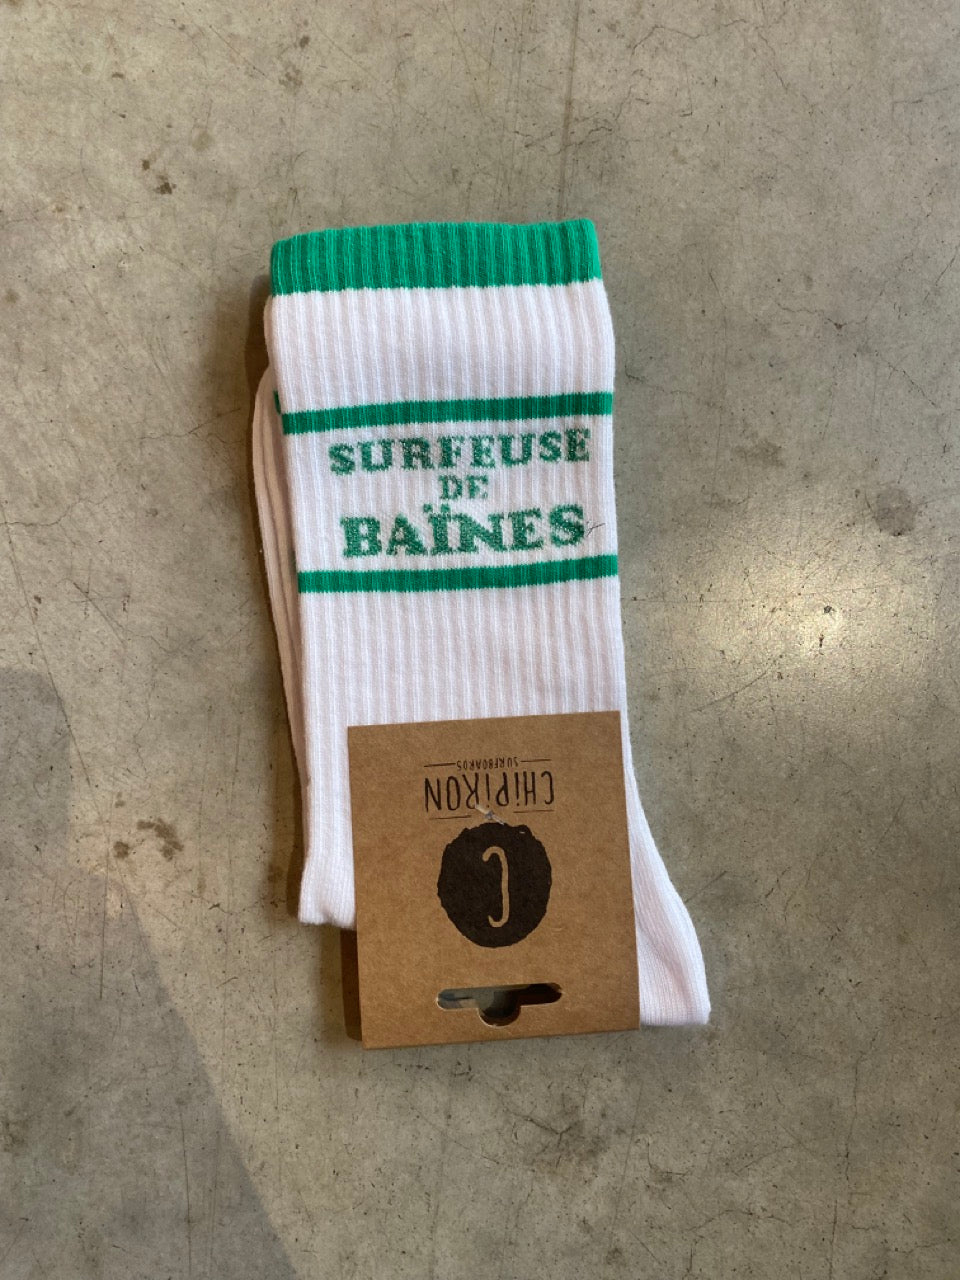 SURFEUSE
DE
BAÏNES
CHiPiRON
SURFBOARDS
C